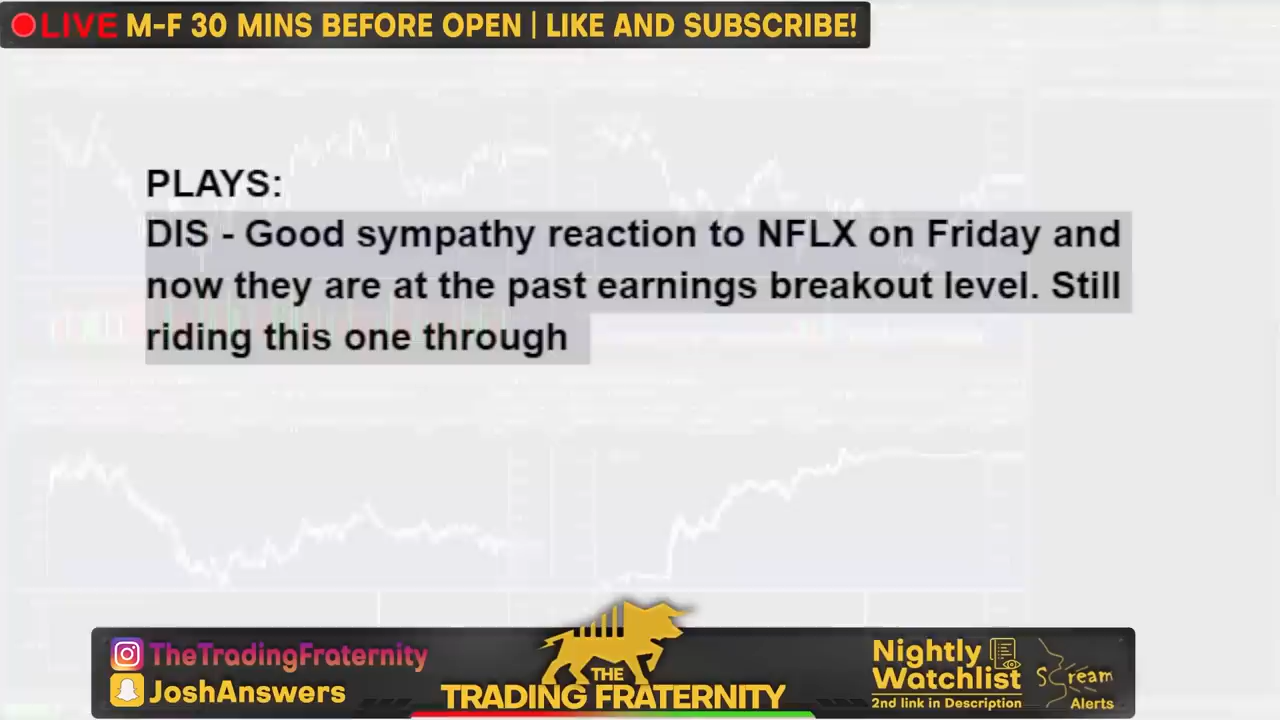 LIVE M-F 30 MINS BEFORE OPEN | LIKE AND SUBSCRIBE!
PLAYS:
DIS - Good sympathy reaction to NFLX on Friday and
now they are at the past earnings breakout level. Still
riding this one through
TheTradingFraternity
JoshAnswers
THE
TRADING FRATERNITY
Nightly
Watchlist
2nd link in Description
Scream
Alerts